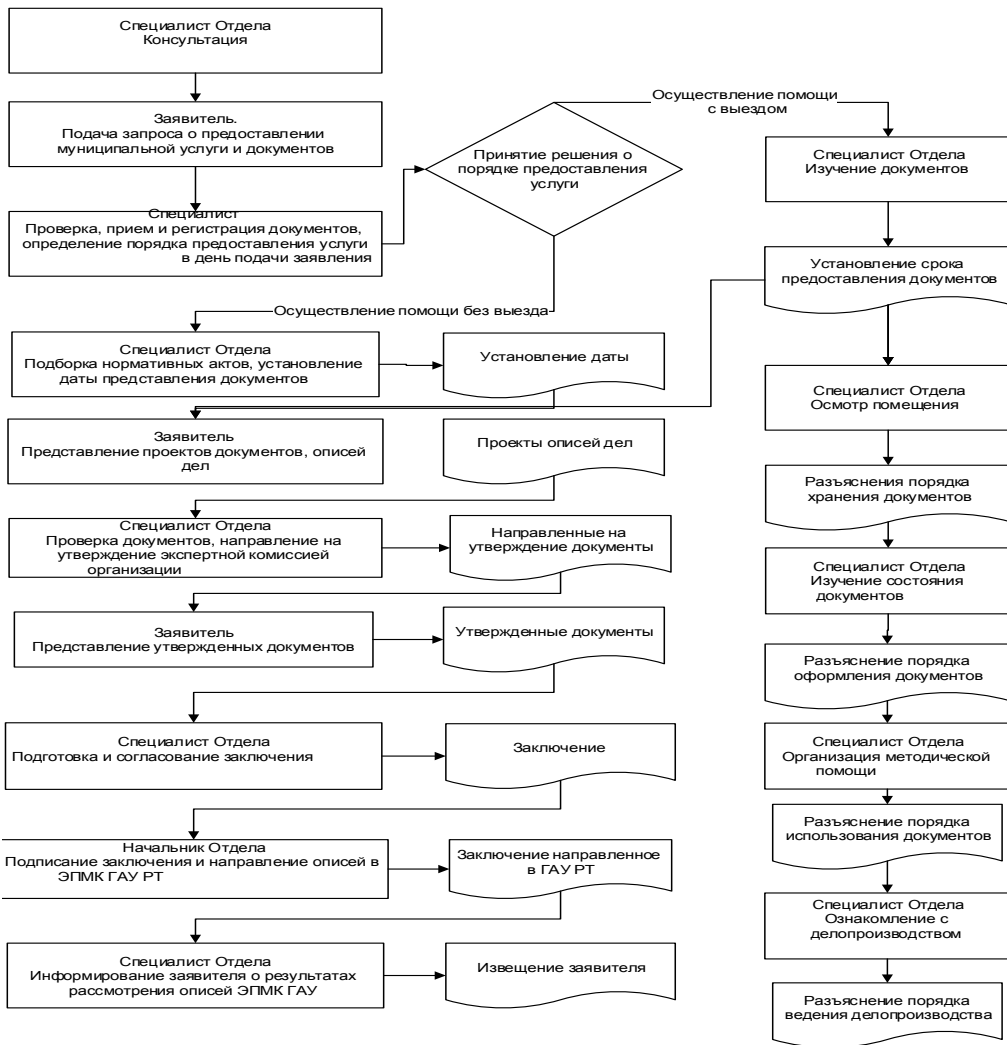 Специалист Отдела
Консультация
Заявитель.
Подача запроса о предоставлении
муниципальной услуги и документов
Специалист
Проверка, прием и регистрация документов,
определение порядка предоставления услуги
в день подачи заявления
Принятие решения о
порядке предоставления
услуги
Осуществление помощи
с выездом
Осуществление помощи без выезда
Специалист Отдела
Подборка нормативных актов, установление
даты представления документов
Установление даты
Заявитель
Представление проектов документов, описей
дел
Проекты описей дел
Специалист Отдела
Проверка документов, направление на
утверждение экспертной комиссией
организации
Направленные на
утверждение документы
Заявитель
Представление утвержденных документов
Утвержденные документы
Специалист Отдела
Подготовка и согласование заключения
Заключение
Начальник Отдела
Подписание заключения и направление описей в
ЭПМК ГАУ РТ
Заключение направленное
в ГАУ РТ
Специалист Отдела
Информирование заявителя о результатах
рассмотрения описей ЭПМК ГАУ
Извещение заявителя
Специалист Отдела
Изучение документов
Установление срока
предоставления документов
Специалист Отдела
Осмотр помещения
Разъяснения порядка
хранения документов
Специалист Отдела
Изучение состояния
документов
Разъяснение порядка
оформления документов
Специалист Отдела
Организация методической
помощи
Разъяснение порядка
использования документов
Специалист Отдела
Ознакомление с
делопроизводством
Разъяснение порядка
ведения делопроизводства